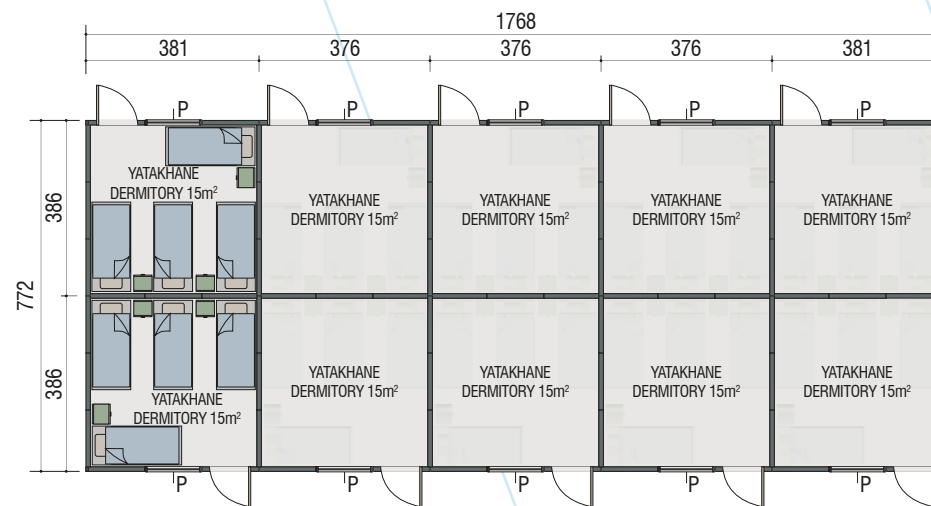 1768
381 376 376 376 381
P P P P P
YATAKHANE
DERMITORY 15m²
YATAKHANE
DERMITORY 15m²
YATAKHANE
DERMITORY 15m²
YATAKHANE
DERMITORY 15m²
YATAKHANE
DERMITORY 15m²
386
772
386
YATAKHANE
DERMITORY 15m²
YATAKHANE
DERMITORY 15m²
YATAKHANE
DERMITORY 15m²
YATAKHANE
DERMITORY 15m²
YATAKHANE
DERMITORY 15m²
P P P P P